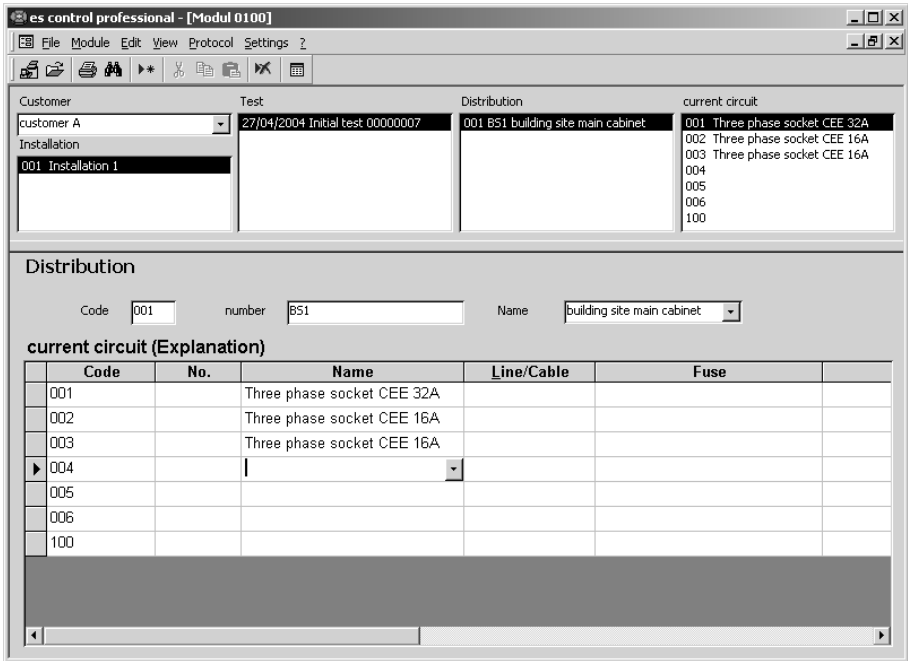 es control professional - [Modul 0100]
File Module Edit View Protocol Settings ?
Customer Test Distribution current circuit
customer A 27/04/2004 Initial test 00000007 001 BS1 building site main cabinet 001 Three phase socket CEE 32A
002 Three phase socket CEE 16A
Installation
003 Three phase socket CEE 16A
001 Installation 1
004
005
006
100
Distribution
Code 001 number BS1 Name building site main cabinet
current circuit (Explanation)
Code No. Name Line/Cable Fuse
001 Three phase socket CEE 32A
002 Three phase socket CEE 16A
003 Three phase socket CEE 16A
004
005
006
100